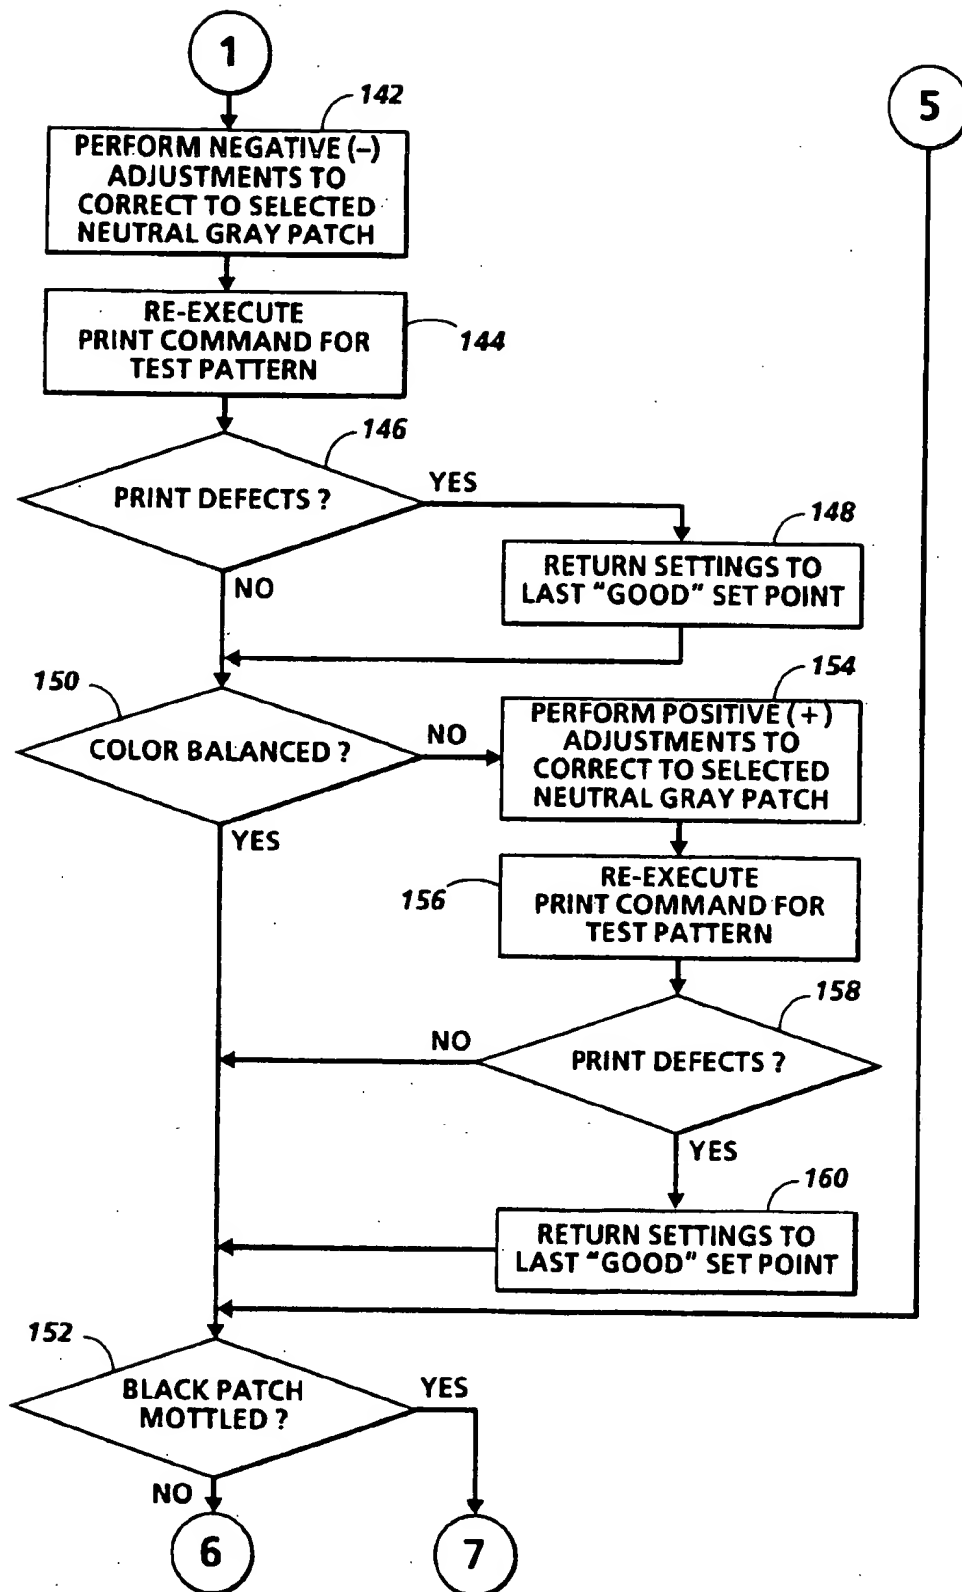 1
5
142
PERFORM NEGATIVE (-)
ADJUSTMENTS TO
CORRECT TO SELECTED
NEUTRAL GRAY PATCH
RE-EXECUTE
PRINT COMMAND FOR
TEST PATTERN
144
146
PRINT DEFECTS ?
YES
NO
148
RETURN SETTINGS TO
LAST "GOOD" SET POINT
150
COLOR BALANCED ?
NO
YES
154
PERFORM POSITIVE (+)
ADJUSTMENTS TO
CORRECT TO SELECTED
NEUTRAL GRAY PATCH
156
RE-EXECUTE
PRINT COMMAND FOR
TEST PATTERN
158
PRINT DEFECTS ?
NO
YES
160
RETURN SETTINGS TO
LAST "GOOD" SET POINT
152
BLACK PATCH
MOTTLED ?
YES
NO
6
7